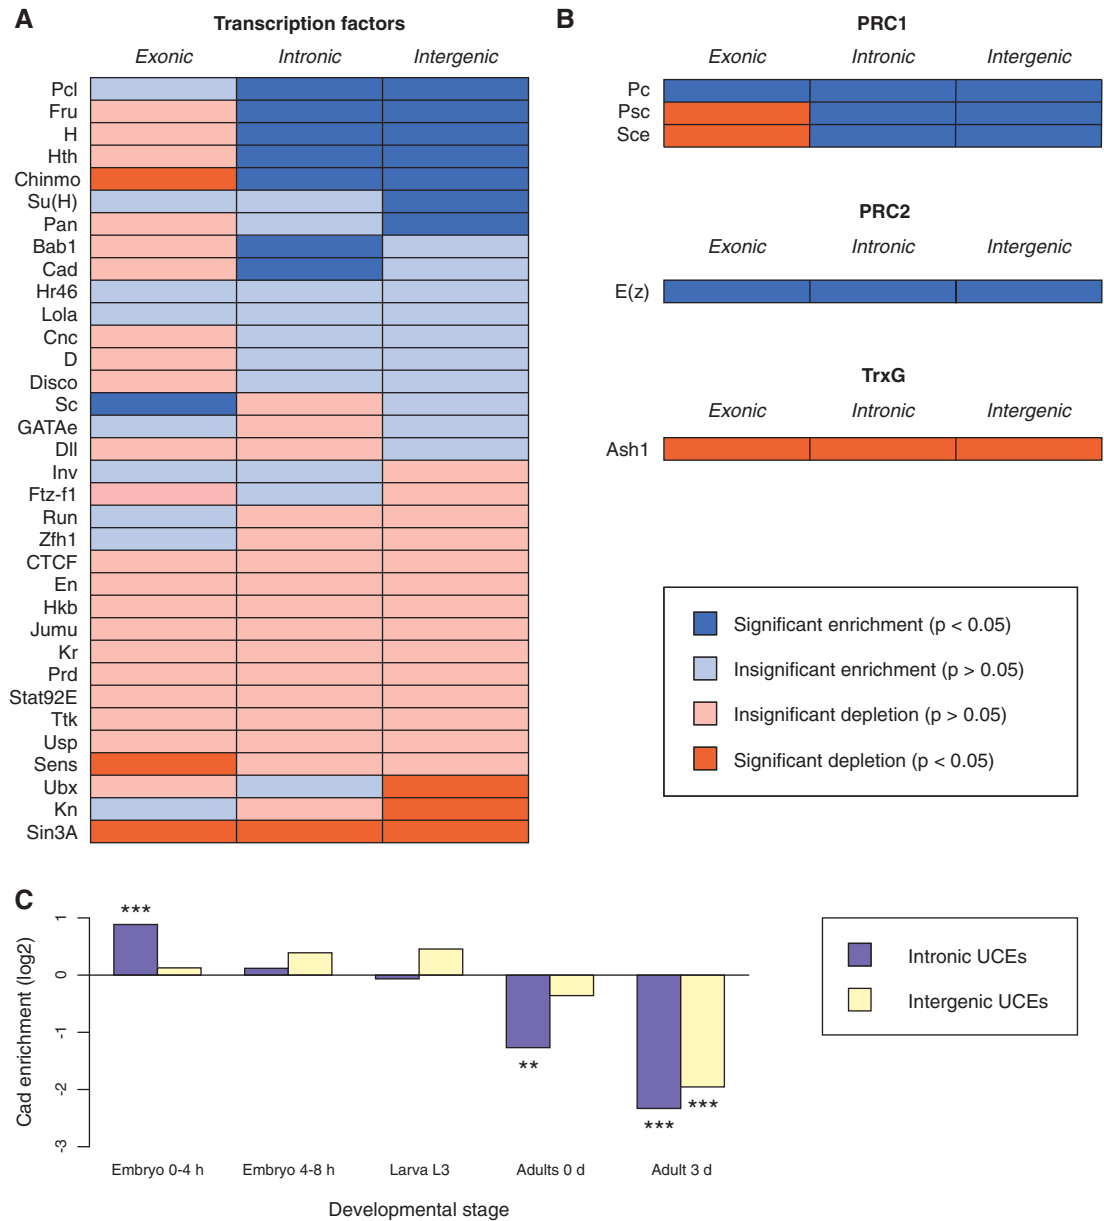 A
Transcription factors
Exonic Intronic Intergenic
Pcl
Fru
H
Hth
Chinmo
Su(H)
Pan
Bab1
Cad
Hr46
Lola
Cnc
D
Disco
Sc
GATAe
Dll
Inv
Ftz-f1
Run
Zfh1
CTCF
En
Hkb
Jumu
Kr
Prd
Stat92E
Ttk
Usp
Sens
Ubx
Kn
Sin3A
B
PRC1
Exonic Intronic Intergenic
Pc
Psc
Sce
PRC2
Exonic Intronic Intergenic
E(z)
TrxG
Exonic Intronic Intergenic
Ash1
Significant enrichment (p < 0.05)
Insignificant enrichment (p > 0.05)
Insignificant depletion (p > 0.05)
Significant depletion (p < 0.05)
C
Cad enrichment (log2)
1
0
-1
-2
-3
***
**
***
***
Embryo 0-4 h Embryo 4-8 h Larva L3 Adults 0 d Adult 3 d
Developmental stage
Intronic UCEs
Intergenic UCEs